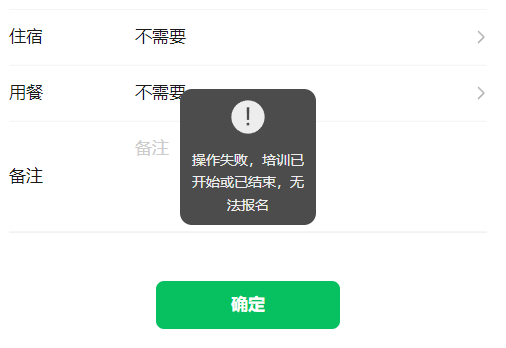 住宿 不需要
用餐 不需要
备注
备注
操作失败，培训已
开始或已结束，无
法报名
确定